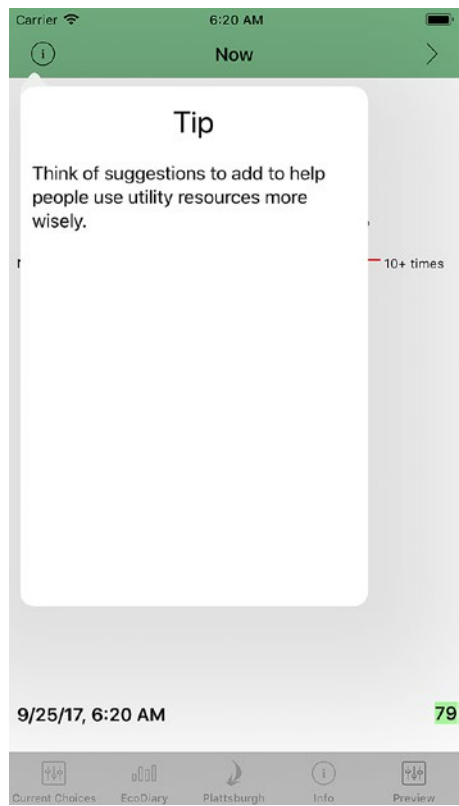 Carrier 6:20 AM
Now
Tip
Think of suggestions to add to help
people use utility resources more
wisely.
10+ times
9/25/17, 6:20 AM 79
Current Choices EcoDiary Plattsburgh Info Preview